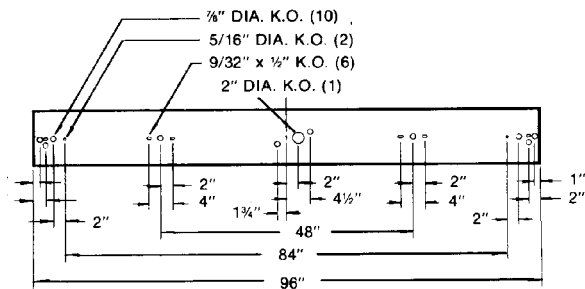 ⅞" DIA. K.O. (10)
5/16" DIA. K.O. (2)
9/32" x ½" K.O. (6)
2" DIA. K.O. (1)
2" 2" 2" 1"
4" 4½" 4" 2"
2" 1¾" 2"
48"
84"
96"